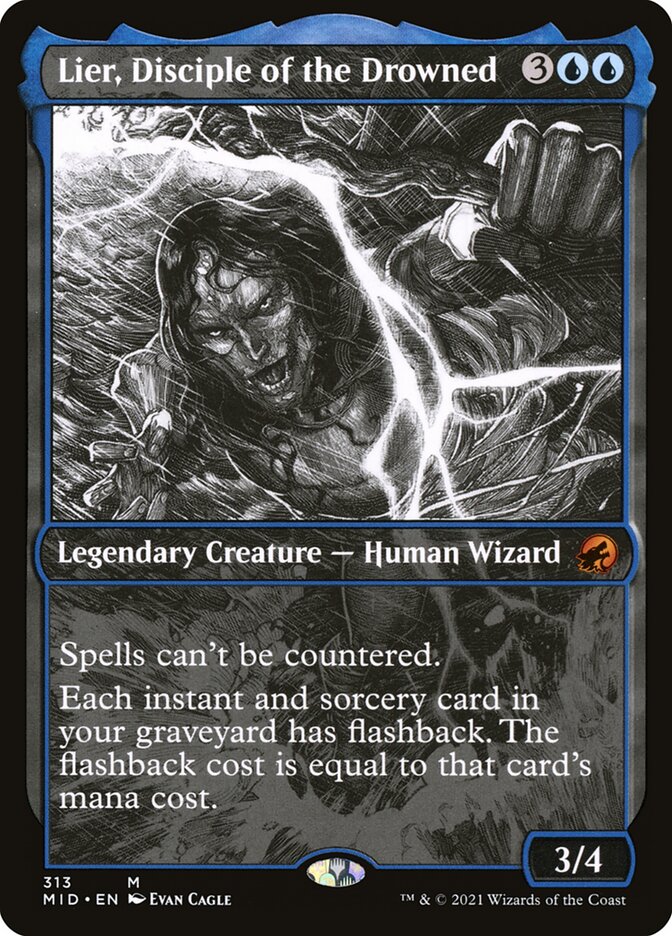 Lier, Disciple of the Drowned 3
Legendary Creature — Human Wizard
Spells can't be countered.
Each instant and sorcery card in
your graveyard has flashback. The
flashback cost is equal to that card's
mana cost.
3/4
313 M
MID • EN Evan Cagle
™ & © 2021 Wizards of the Coast